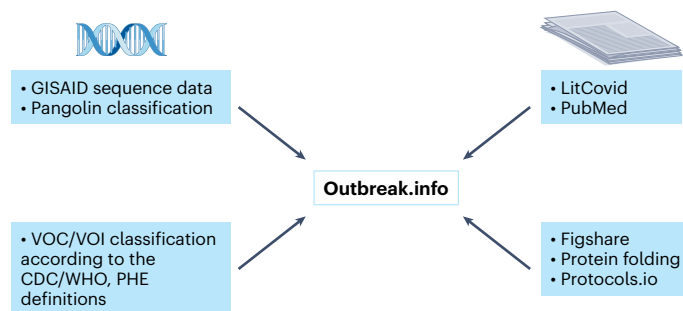 • GISAID sequence data
• Pangolin classification
• LitCovid
• PubMed
Outbreak.info
• VOC/VOI classification
according to the
CDC/WHO, PHE
definitions
• Figshare
• Protein folding
• Protocols.io